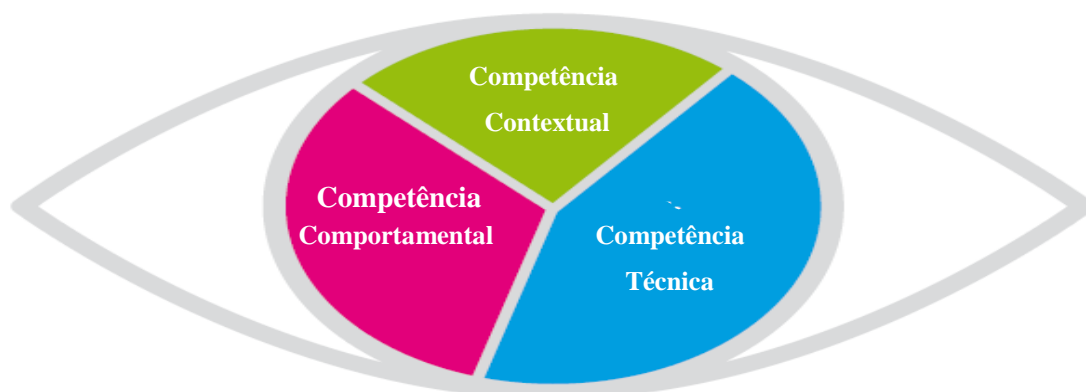 Competência
Contextual
Competência
Comportamental
Competência
Técnica